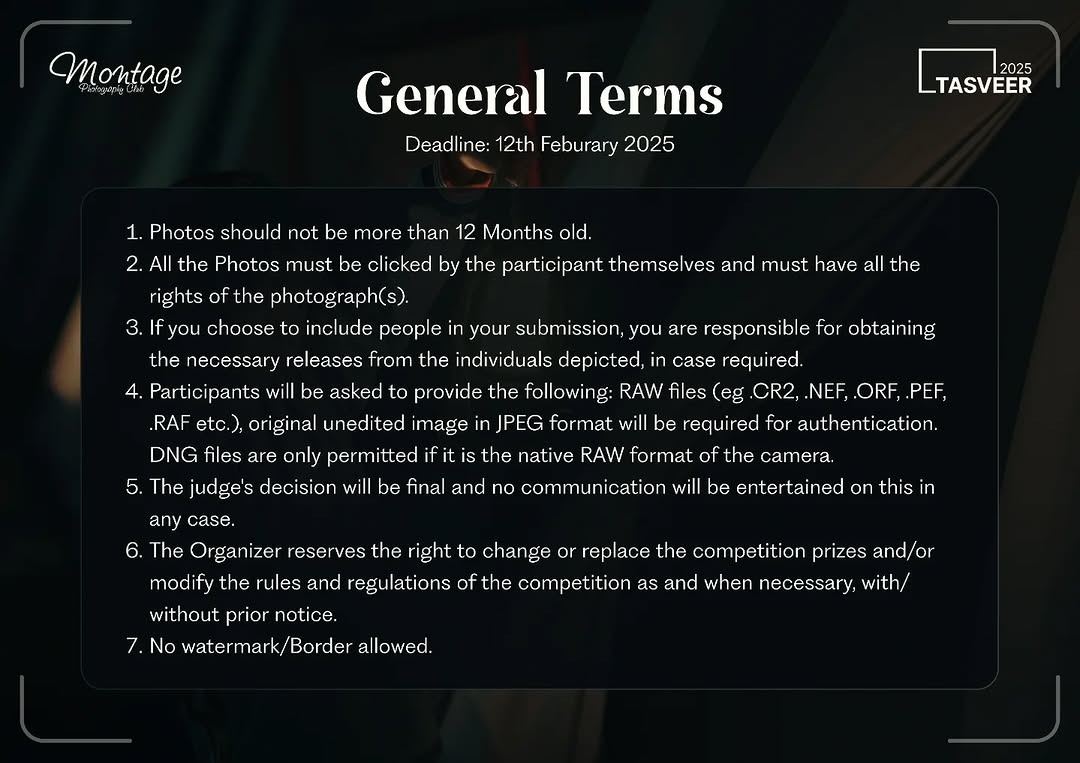 Montage
Photography Club
2025
TASVEER
General Terms
Deadline: 12th Feburary 2025
1. Photos should not be more than 12 Months old.
2. All the Photos must be clicked by the participant themselves and must have all the
rights of the photograph(s).
3. If you choose to include people in your submission, you are responsible for obtaining
the necessary releases from the individuals depicted, in case required.
4. Participants will be asked to provide the following: RAW files (eg .CR2, .NEF, .ORF, .PEF,
.RAF etc.), original unedited image in JPEG format will be required for authentication.
DNG files are only permitted if it is the native RAW format of the camera.
5. The judge's decision will be final and no communication will be entertained on this in
any case.
6. The Organizer reserves the right to change or replace the competition prizes and/or
modify the rules and regulations of the competition as and when necessary, with/
without prior notice.
7. No watermark/Border allowed.